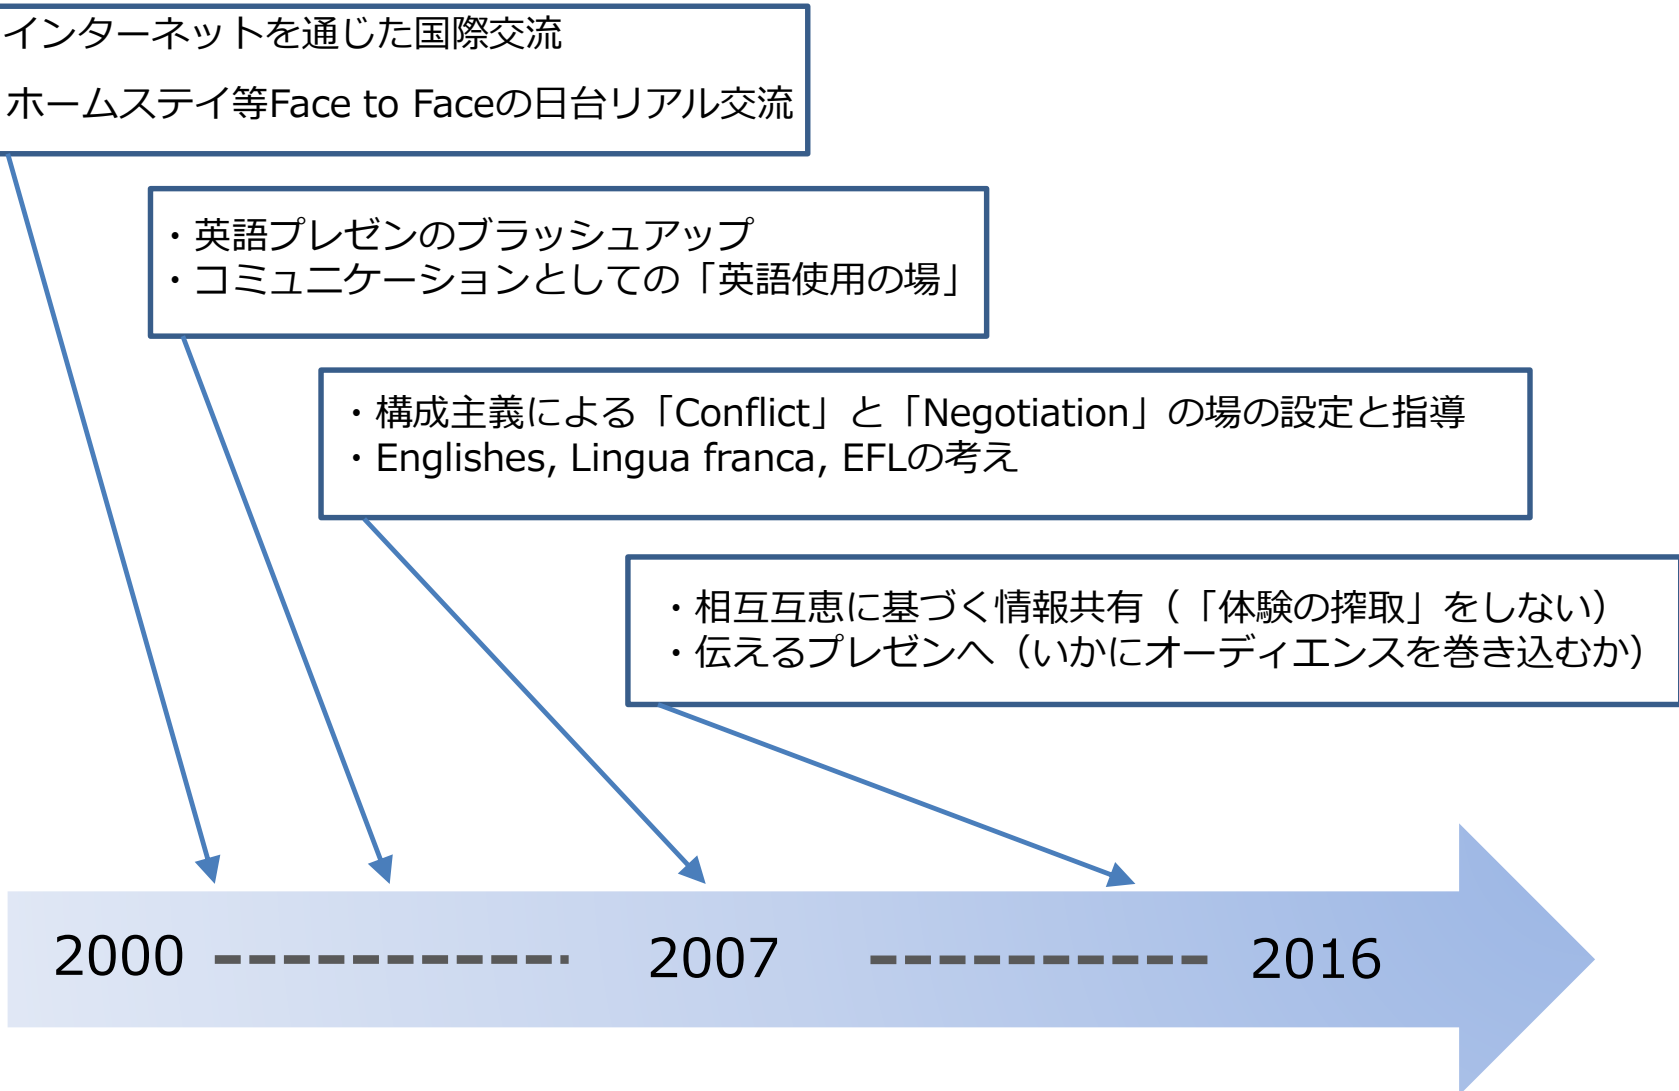 インターネットを通じた国際交流
ホームステイ等Face to Faceの日台リアル交流
・英語プレゼンのブラッシュアップ
・コミュニケーションとしての「英語使用の場」
・構成主義による「Conflict」と「Negotiation」の場の設定と指導
・Englishes, Lingua franca, EFLの考え
・相互互恵に基づく情報共有（「体験の搾取」をしない）
・伝えるプレゼンへ（いかにオーディエンスを巻き込むか）
2000 2007 2016